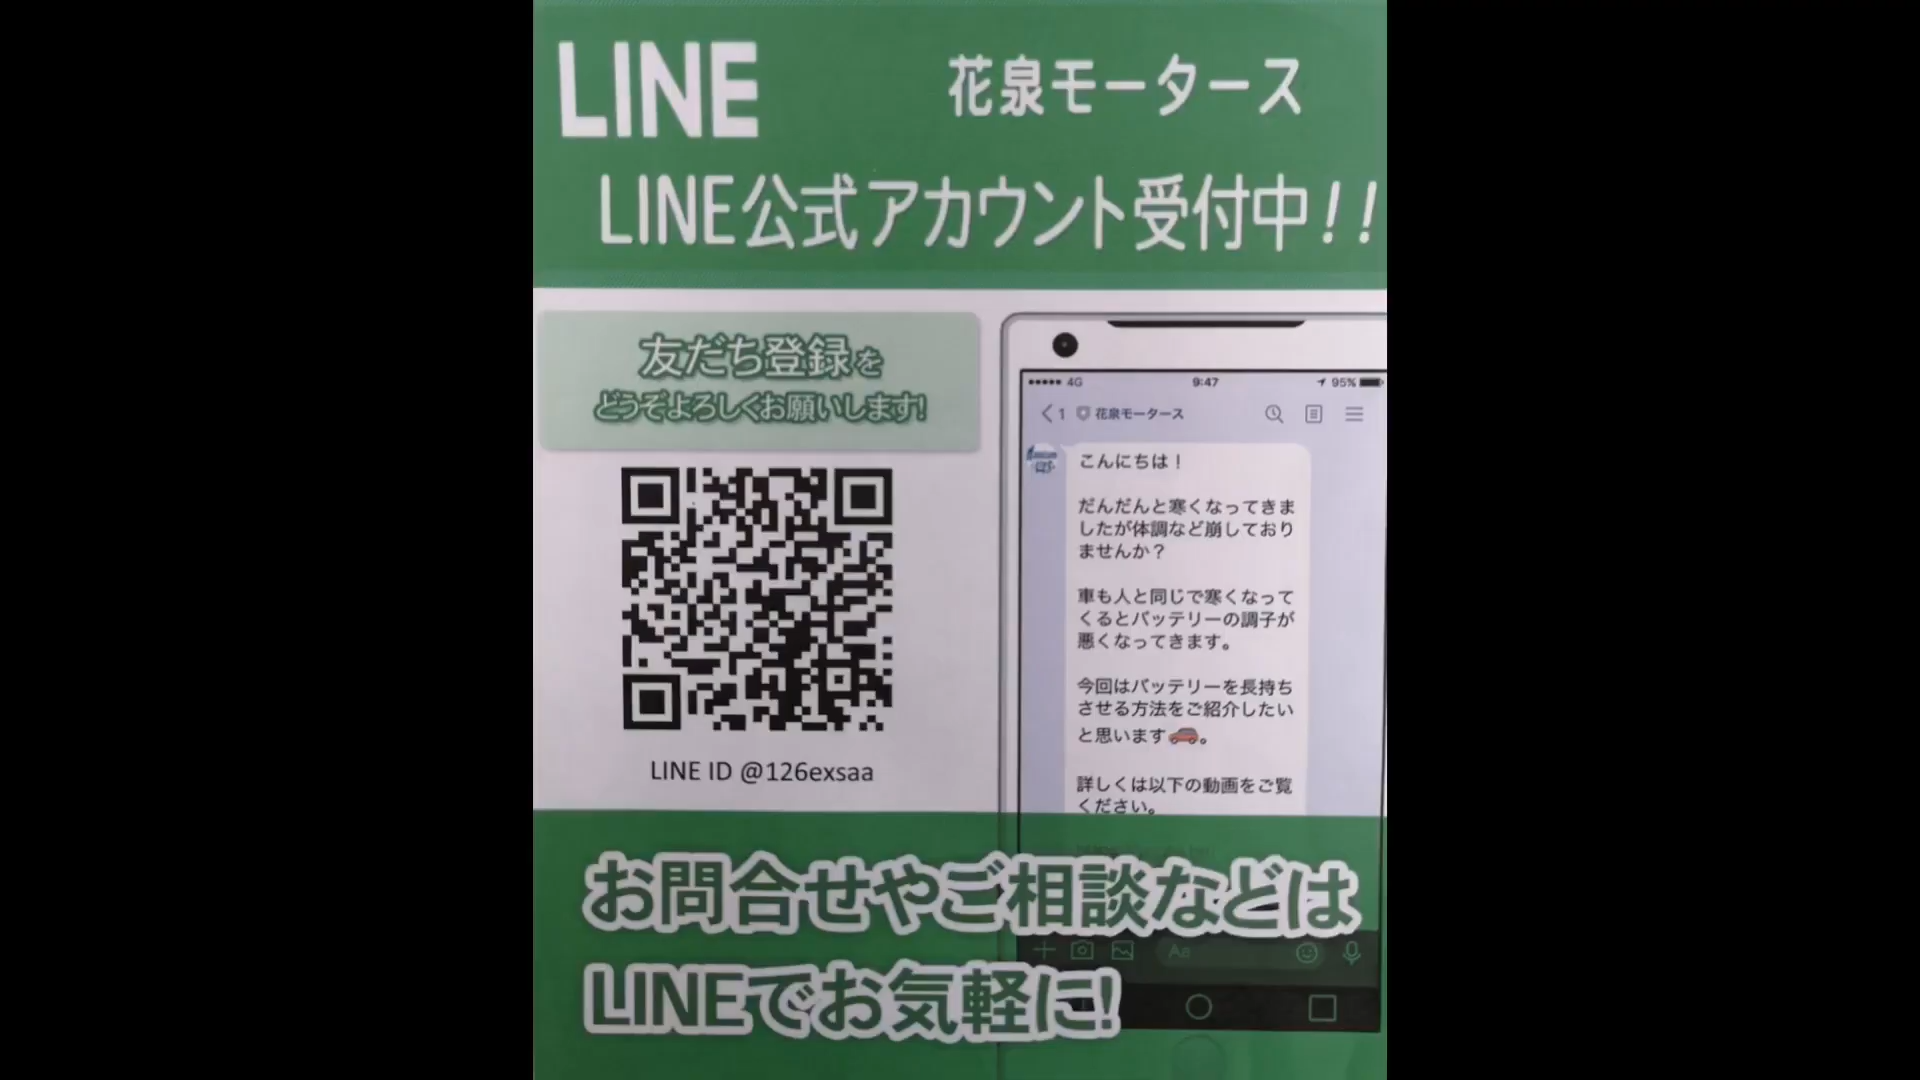 LINE
花泉モータース
LINE公式アカウント受付中!!
友だち登録を
どうぞよろしくお願いします!
LINE ID @126exsaa
4G
9:47
95%
1
花泉モータース
こんにちは！
だんだんと寒くなってきま
したが体調など崩しており
ませんか？
車も人と同じで寒くなって
くるとバッテリーの調子が
悪くなってきます。
今回はバッテリーを長持ち
させる方法をご紹介したい
と思います🚗。
詳しくは以下の動画をご覧
ください。
Aa
お問合せやご相談などは
LINEでお気軽に!